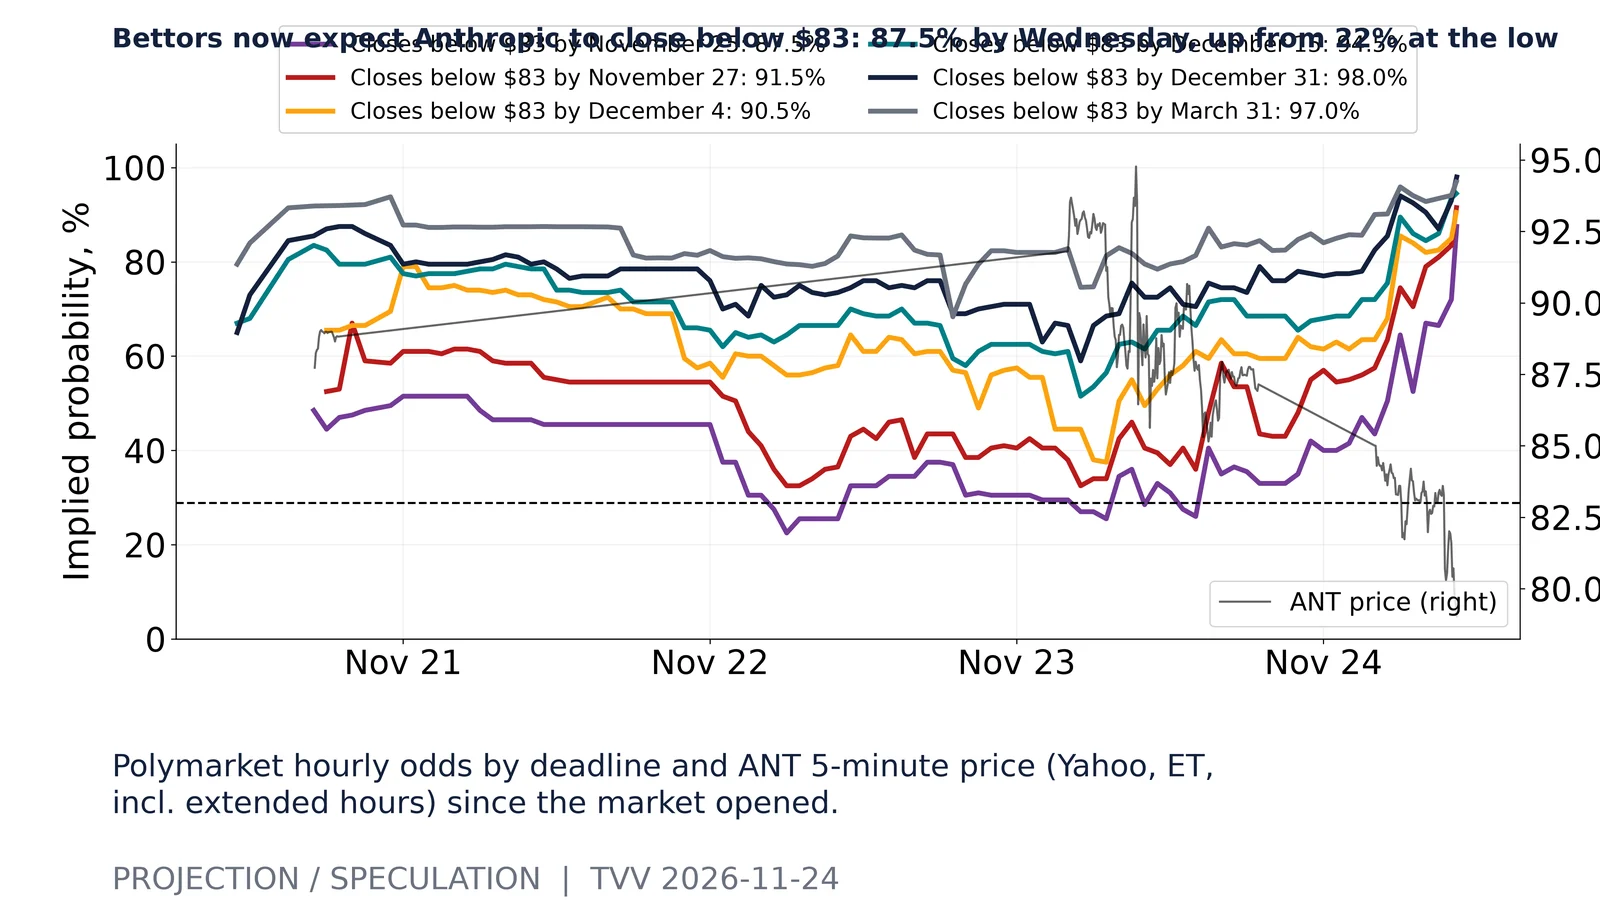 Bettors now expect Anthropic to close below $83: 87.5% by Wednesday, up from 22% at the low
Closes below $83 by November 25: 87.5%
Closes below $83 by November 27: 91.5%
Closes below $83 by December 4: 90.5%
Closes below $83 by December 15: 94.5%
Closes below $83 by December 31: 98.0%
Closes below $83 by March 31: 97.0%
Implied probability, %
100
80
60
40
20
0
95.0
92.5
90.0
87.5
85.0
82.5
80.0
ANT price (right)
Nov 21
Nov 22
Nov 23
Nov 24
Polymarket hourly odds by deadline and ANT 5-minute price (Yahoo, ET,
incl. extended hours) since the market opened.
PROJECTION / SPECULATION | TVV 2026-11-24